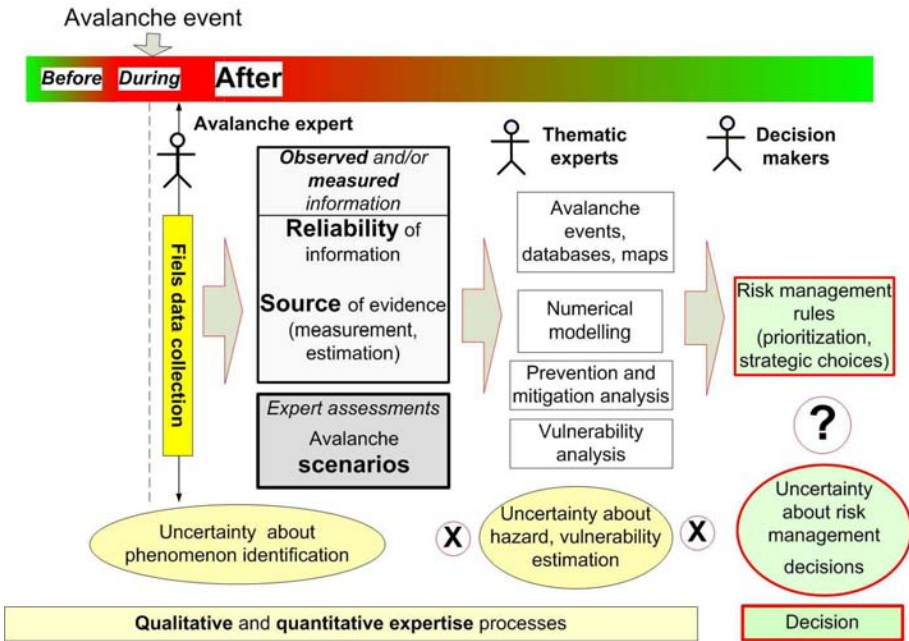 Avalanche event
Before
During
After
Avalanche expert
Fiels data collection
Observed and/or
measured
information
Reliability of
information
Source of evidence
(measurement,
estimation)
Expert assessments
Avalanche
scenarios
Thematic
experts
Avalanche
events,
databases, maps
Numerical
modelling
Prevention and
mitigation analysis
Vulnerability
analysis
Decision
makers
Risk management
rules
(prioritization,
strategic choices)
?
Uncertainty about
phenomenon identification
X
Uncertainty about
hazard, vulnerability
estimation
X
Uncertainty
about risk
management
decisions
Qualitative and quantitative expertise processes
Decision